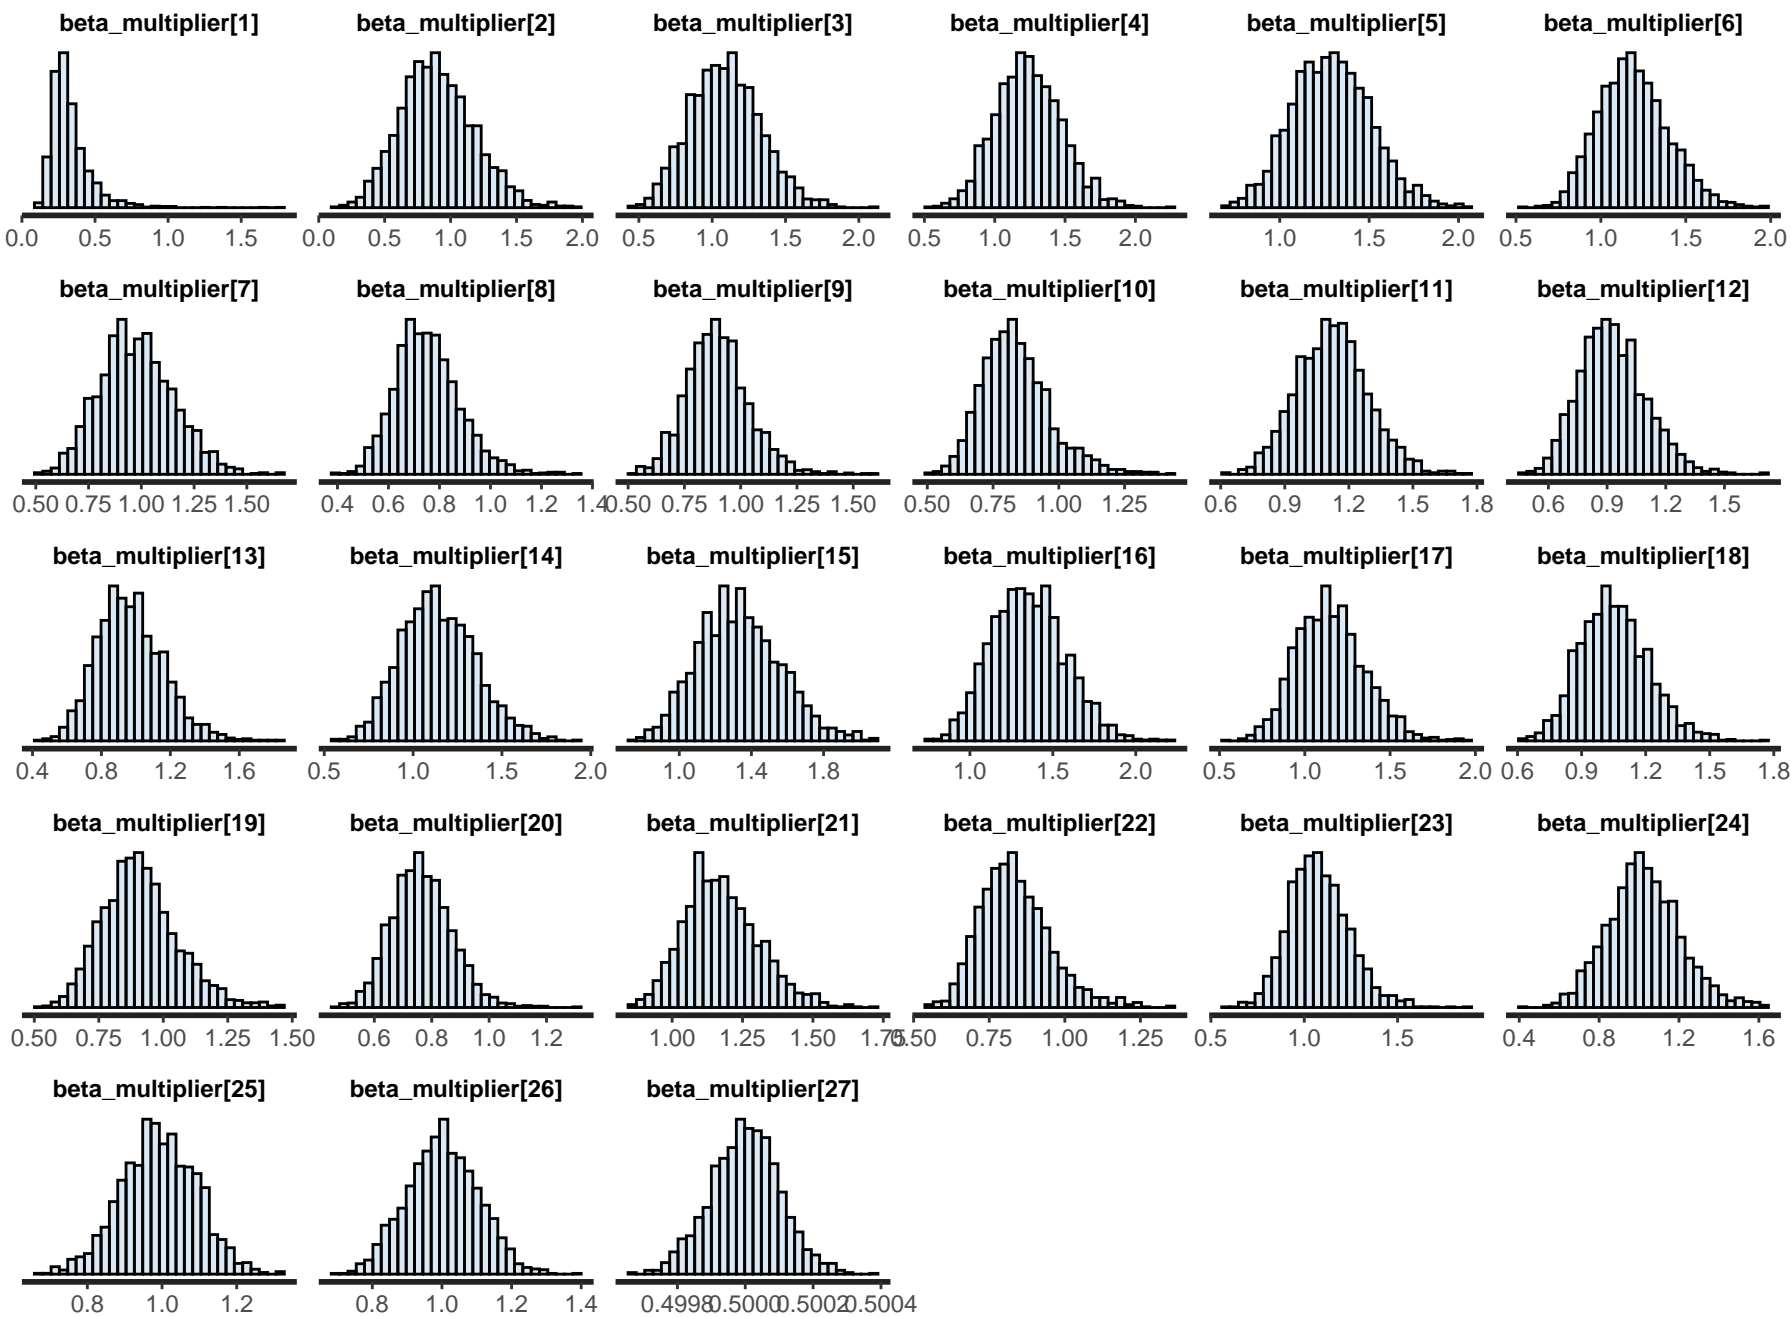 beta_multiplier[1] beta_multiplier[2] beta_multiplier[3] beta_multiplier[4] beta_multiplier[5] beta_multiplier[6]
0.0 0.5 1.0 1.5 0.0 0.5 1.0 1.5 2.0 0.5 1.0 1.5 2.0 0.5 1.0 1.5 2.0 1.0 1.5 2.0 0.5 1.0 1.5 2.0
beta_multiplier[7] beta_multiplier[8] beta_multiplier[9] beta_multiplier[10] beta_multiplier[11] beta_multiplier[12]
0.50 0.75 1.00 1.25 1.50 0.4 0.6 0.8 1.0 1.2 1.4 0.50 0.75 1.00 1.25 1.50 0.50 0.75 1.00 1.25 0.6 0.9 1.2 1.5 1.8 0.6 0.9 1.2 1.5
beta_multiplier[13] beta_multiplier[14] beta_multiplier[15] beta_multiplier[16] beta_multiplier[17] beta_multiplier[18]
0.4 0.8 1.2 1.6 0.5 1.0 1.5 2.0 1.0 1.4 1.8 1.0 1.5 2.0 0.5 1.0 1.5 2.0 0.6 0.9 1.2 1.5 1.8
beta_multiplier[19] beta_multiplier[20] beta_multiplier[21] beta_multiplier[22] beta_multiplier[23] beta_multiplier[24]
0.50 0.75 1.00 1.25 1.50 0.6 0.8 1.0 1.2 1.00 1.25 1.50 1.75 0.50 0.75 1.00 1.25 0.5 1.0 1.5 0.4 0.8 1.2 1.6
beta_multiplier[25] beta_multiplier[26] beta_multiplier[27]
0.8 1.0 1.2 0.8 1.0 1.2 1.4 0.4998 0.5000 0.5002 0.5004